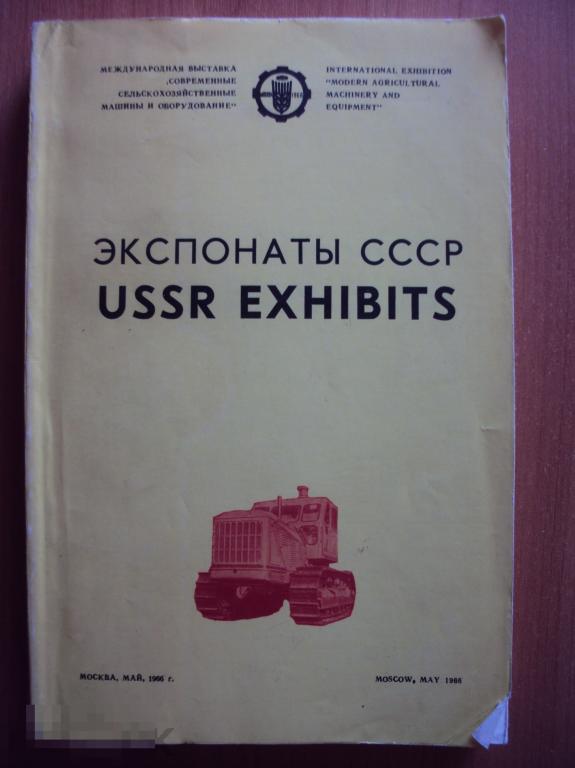 МЕЖДУНАРОДНАЯ ВЫСТАВКА
„СОВРЕМЕННЫЕ
СЕЛЬСКОХОЗЯЙСТВЕННЫЕ
МАШИНЫ И ОБОРУДОВАНИЕ"
INTERNATIONAL EXHIBITION
"MODERN AGRICULTURAL
MACHINERY AND
EQUIPMENT"
ЭКСПОНАТЫ СССР
USSR EXHIBITS
МОСКВА, МАЙ, 1966 г.
MOSCOW, MAY 1966